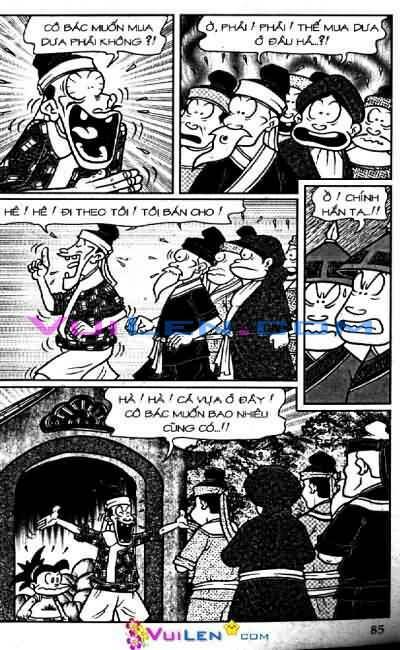 CÔ BÁC MUỐN MUA
DƯA PHẢI KHÔNG?!
Ờ, PHẢI! PHẢI! THẾ MUA DƯA
Ở ĐÂU HẢ..?!
HÊ! HÊ! ĐI THEO TÔI! TÔI BÁN CHO!
Ờ! CHÍNH
HẮN TA..!!
VUILEN.COM
HÀ! HÀ! CẢ VỰA Ở ĐÂY!
CÔ BÁC MUỐN BAO NHIÊU
CŨNG CÓ..!!
85
VUILEN.COM